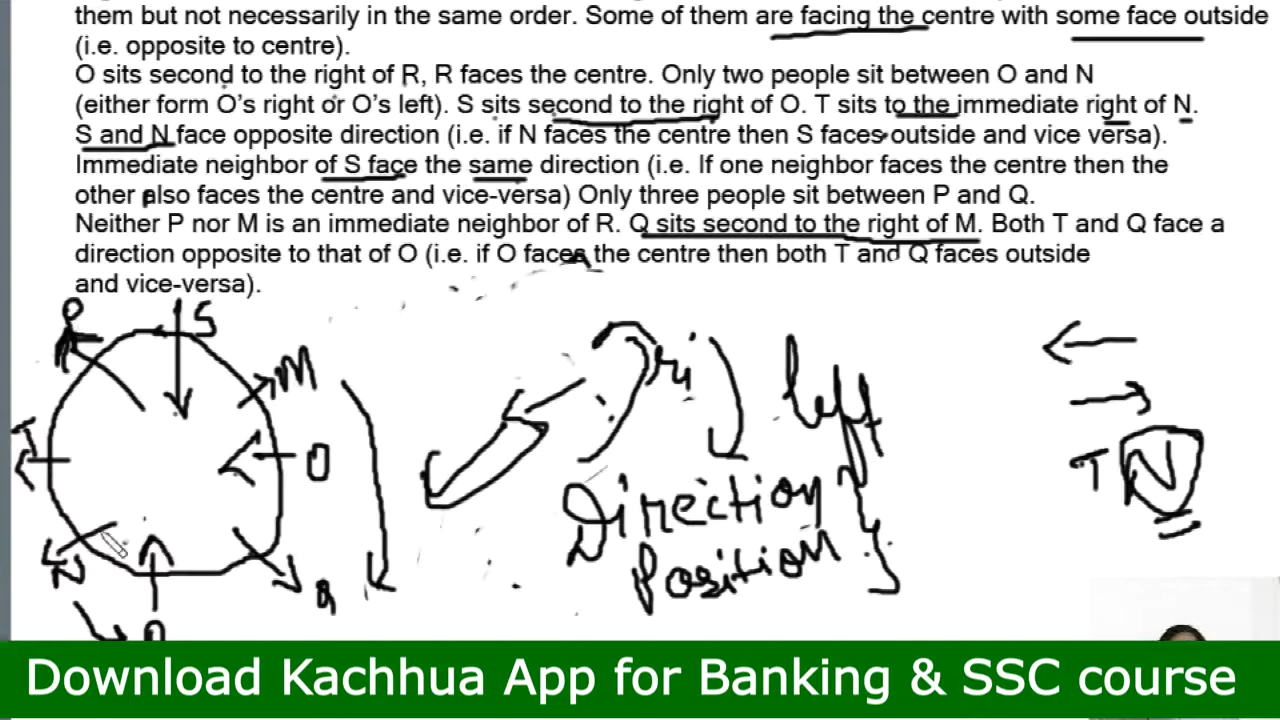 them but not necessarily in the same order. Some of them are facing the centre with some face outside
(i.e. opposite to centre).
O sits second to the right of R, R faces the centre. Only two people sit between O and N
(either form O's right or O's left). S sits second to the right of O. T sits to the immediate right of N.
S and N face opposite direction (i.e. if N faces the centre then S faces outside and vice versa).
Immediate neighbor of S face the same direction (i.e. If one neighbor faces the centre then the
other also faces the centre and vice-versa) Only three people sit between P and Q.
Neither P nor M is an immediate neighbor of R. Q sits second to the right of M. Both T and Q face a
direction opposite to that of O (i.e. if O faces the centre then both T and Q faces outside
and vice-versa).
P S
M
T O
N
Q
left
Direction
Position
T N
Download Kachhua App for Banking & SSC course